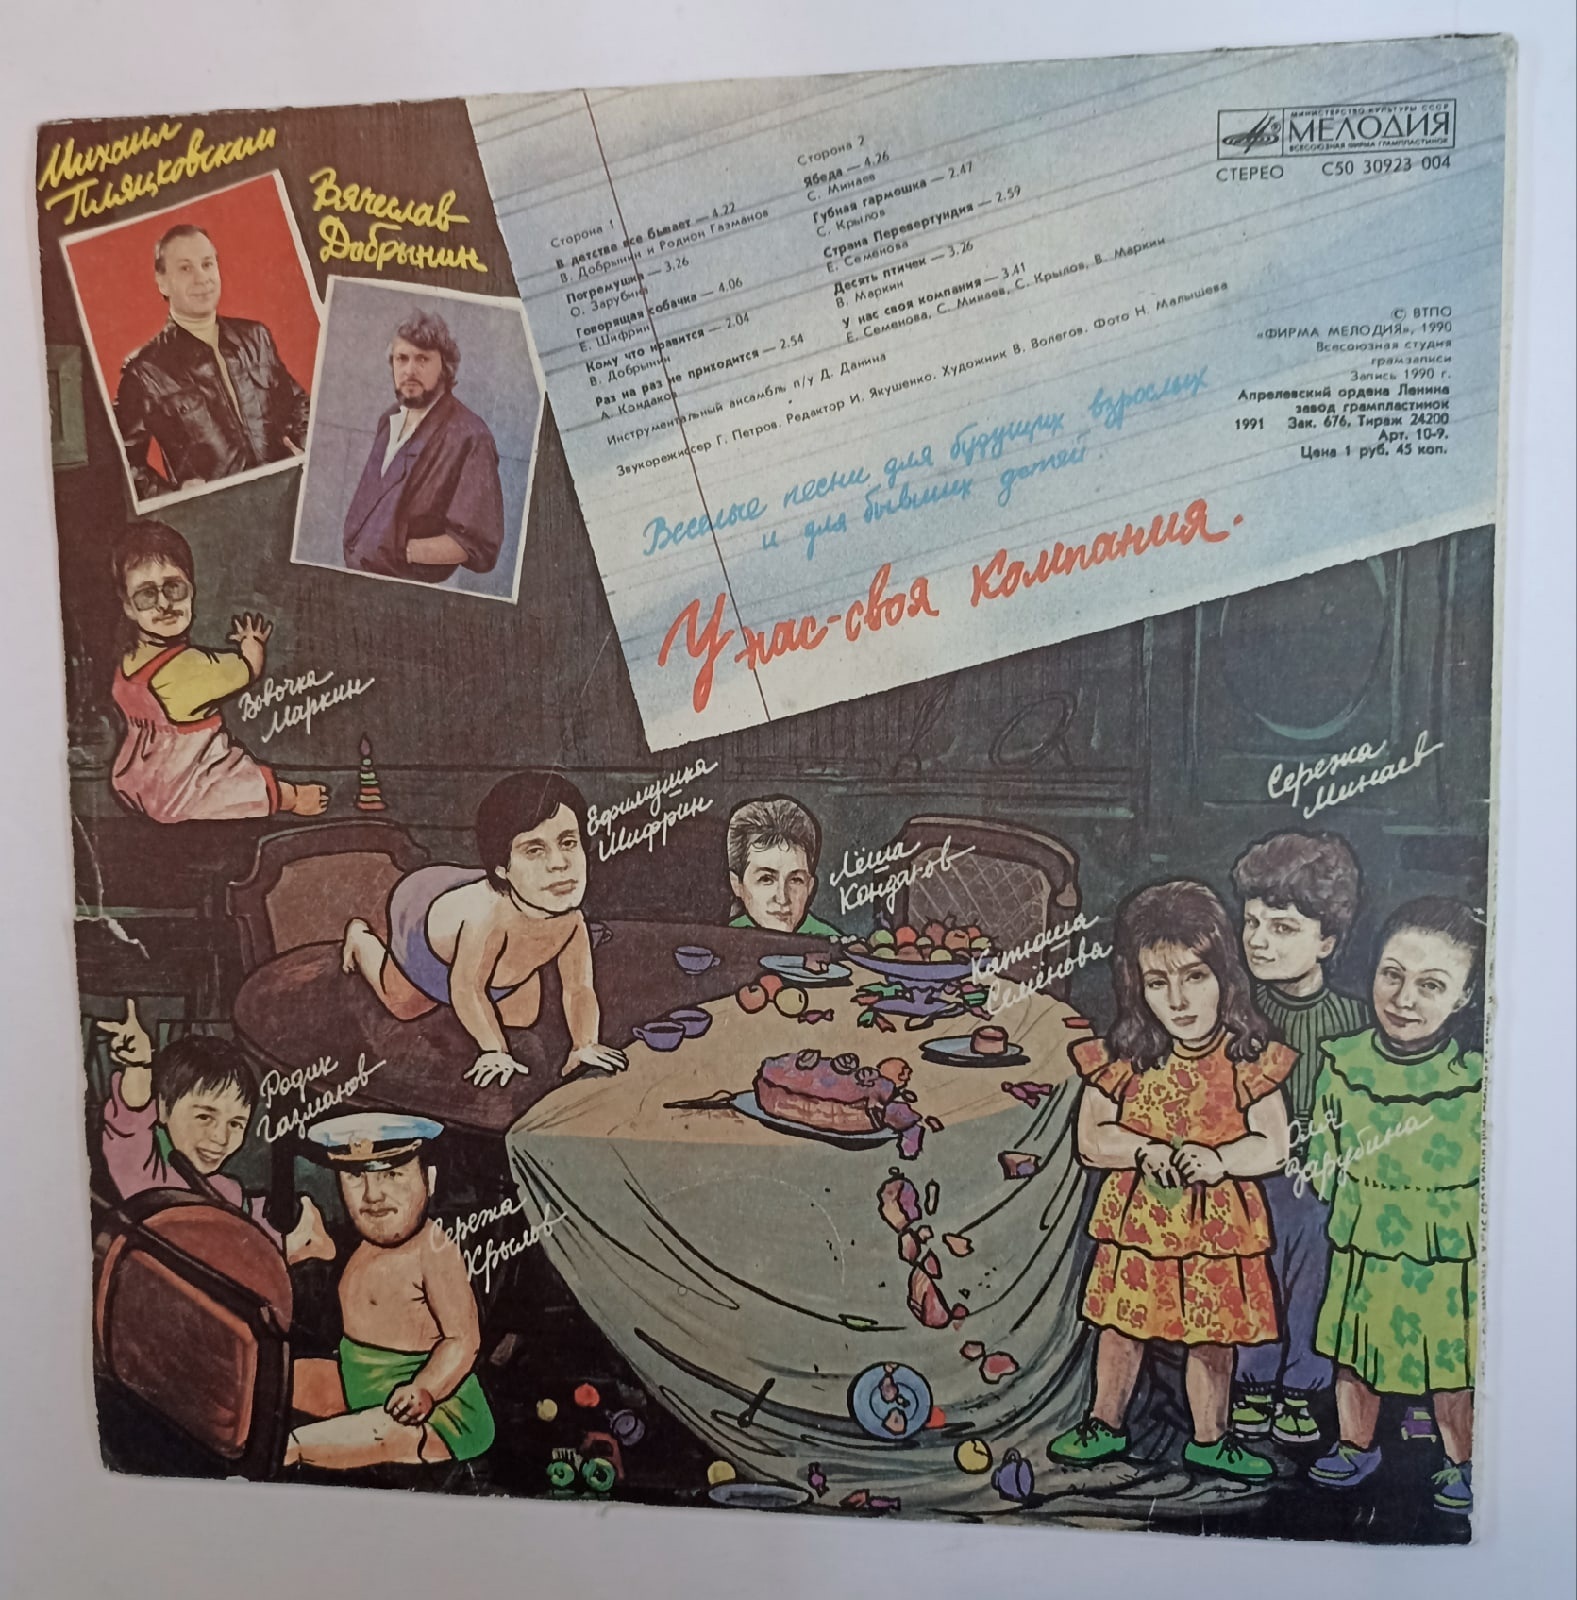 Михаил
Пляцковский
Вячеслав
Добрынин
Сторона 1
В детстве все бывает — 4.22
В. Добрынин и Родион Газманов
Погремушка — 3.26
О. Зарубина
Говорящая собачка — 4.06
Е. Шифрин
Кому что нравится — 2.04
В. Добрынин
Раз на раз не приходится — 2.54
А. Кондаков
Сторона 2
Ябеда — 4.26
С. Минаев
Губная гармошка — 2.47
С. Крылов
Страна Перевертундия — 2.59
Е. Семенова
Десять птичек — 3.26
В. Маркин
У нас своя компания — 3.41
Е. Семенова, С. Минаев, С. Крылов, В. Маркин
Инструментальный ансамбль п/у Д. Данина
Звукорежиссер Г. Петров. Редактор И. Якушенко. Художник В. Волегов. Фото Н. Малышева
Веселые песни для будущих взрослых
и для бывших детей.
У нас-своя компания.
МИНИСТЕРСТВО КУЛЬТУРЫ СССР
МЕЛОДИЯ
ВСЕСОЮЗНАЯ ФИРМА ГРАМПЛАСТИНОК
СТЕРЕО С50 30923 004
© ВТПО
«ФИРМА МЕЛОДИЯ», 1990
Всесоюзная студия
грамзаписи
Запись 1990 г.
Апрелевский ордена Ленина
завод грампластинок
1991 Зак. 676, Тираж 24200
Арт. 10-9.
Цена 1 руб. 45 коп.
Вовочка
Маркин
Ефимушка
Шифрин
Лёша
Кондаков
Сережа
Минаев
Катюша
Семёнова
Родик
Газманов
Сережа
Крылов
Оля
Зарубина